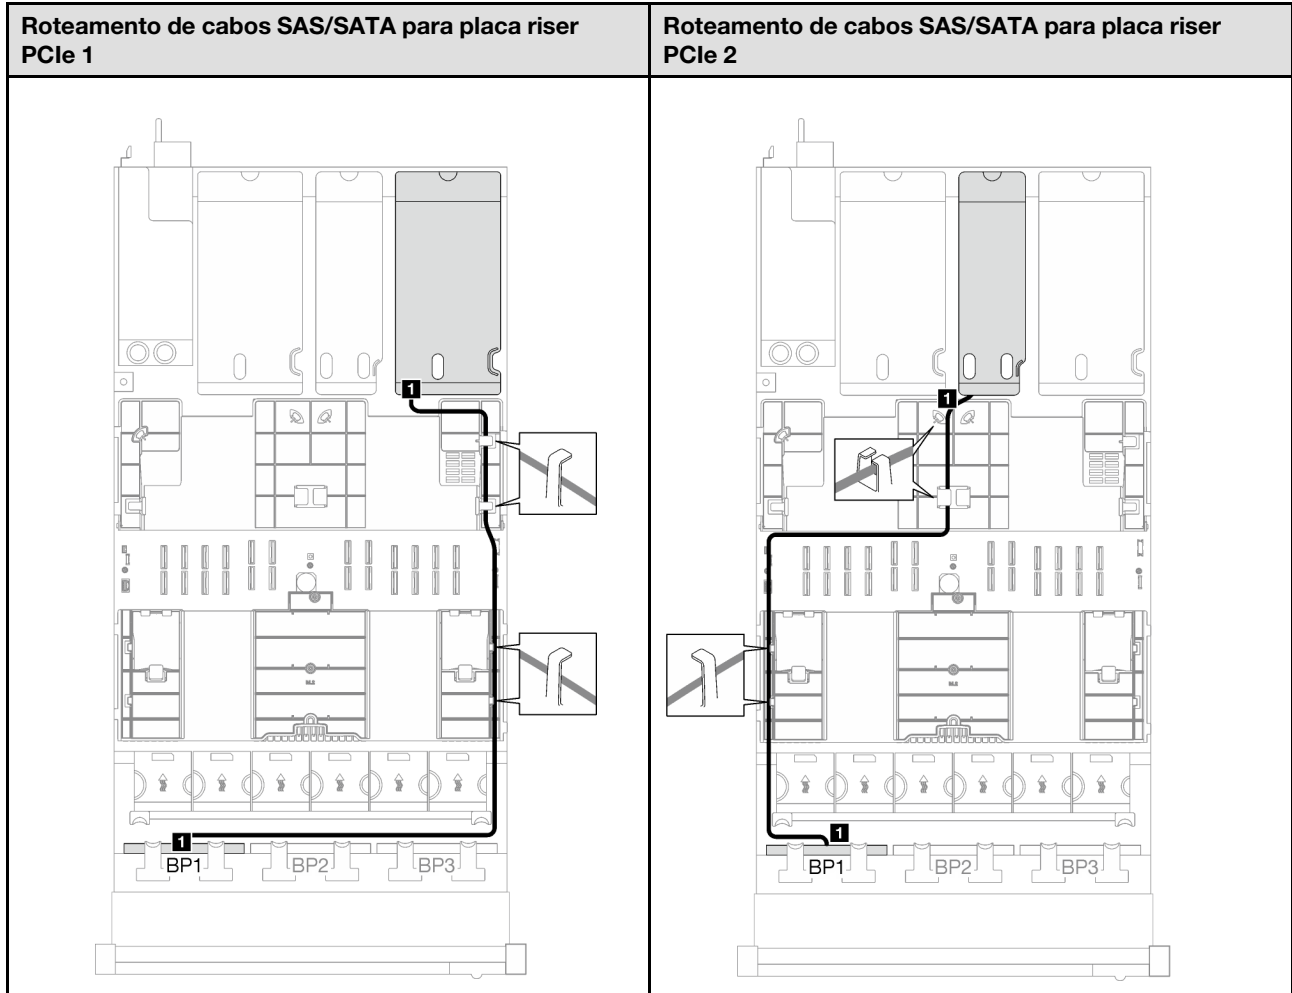 Roteamento de cabos SAS/SATA para placa riser
PCIe 1
Roteamento de cabos SAS/SATA para placa riser
PCIe 2
1
1
BP1
BP2
BP3
1
1
BP1
BP2
BP3